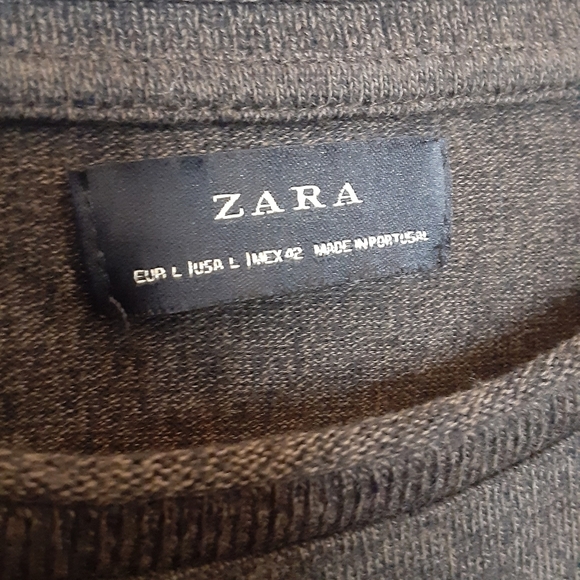 ZARA
EUR L |USA L |MEX 42 MADE IN PORTUGAL